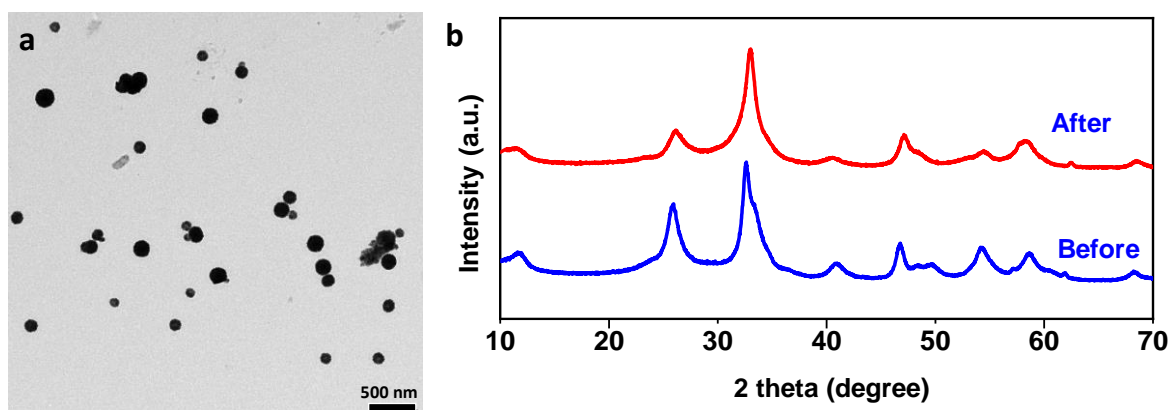 a
500 nm
b
Intensity (a.u.)
After
Before
10 20 30 40 50 60 70
2 theta (degree)